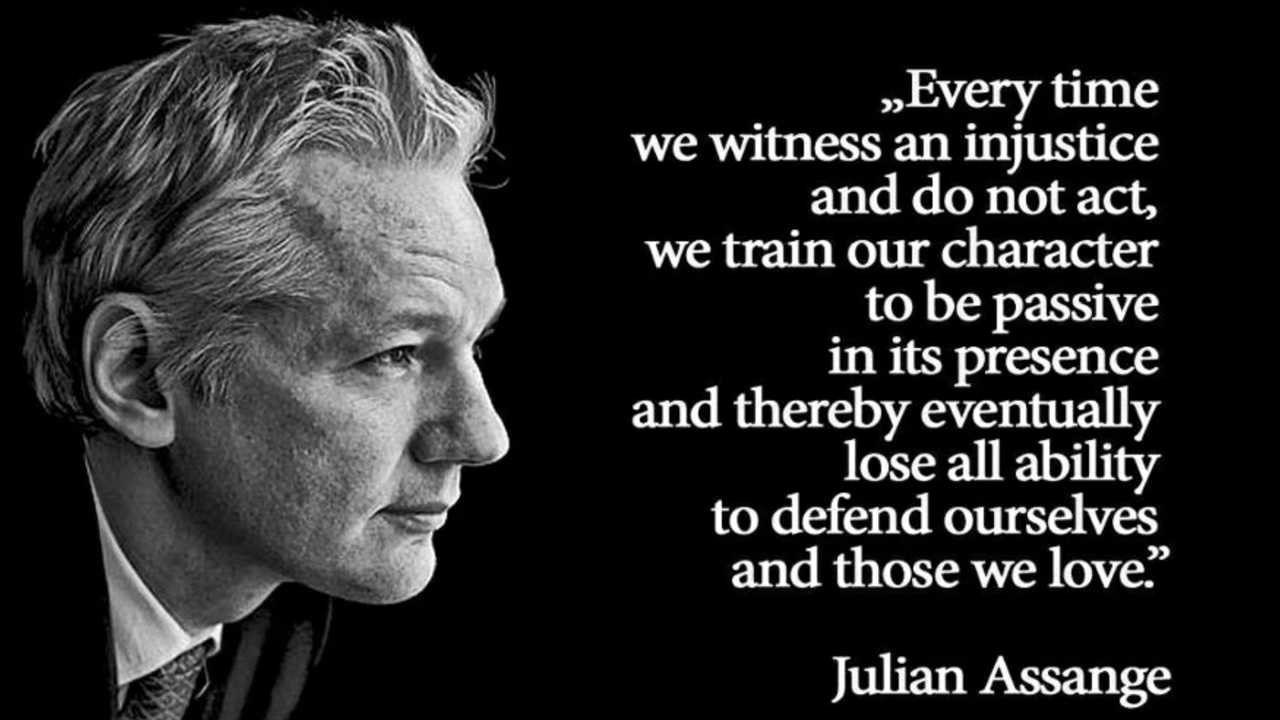 „Every time
we witness an injustice
and do not act,
we train our character
to be passive
in its presence
and thereby eventually
lose all ability
to defend ourselves
and those we love.”
Julian Assange